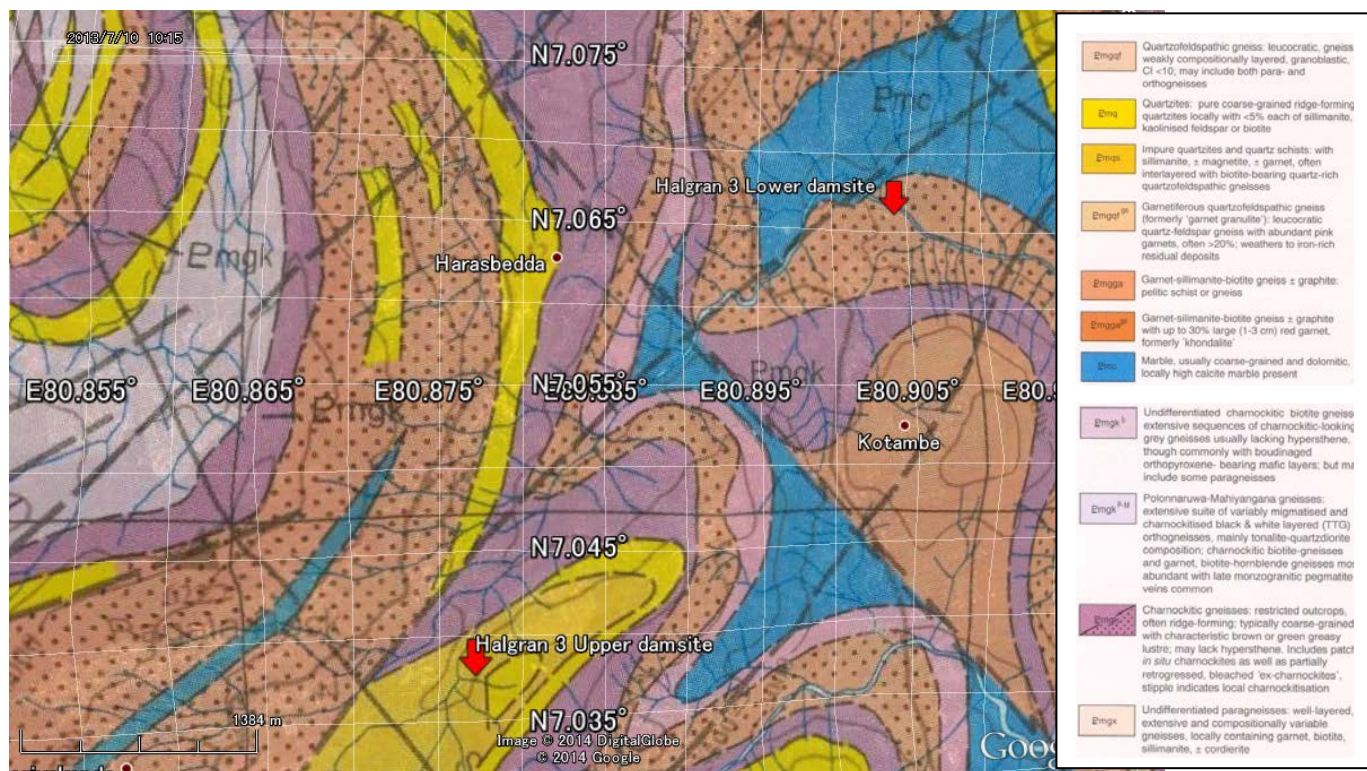 2013/7/10 10:15
N7.075°
Halgran 3 Lower damsite
N7.065°
Harasbedda
E80.855°
E80.865°
E80.875°
N7.055°
E80.895°
E80.905°
Kotambe
N7.045°
Halgran 3 Upper damsite
N7.035°
1384 m
Image © 2014 DigitalGlobe
© 2014 Google
Quartzofeldspathic gneiss: leucocratic, gneiss
weakly compositionally layered, granoblastic,
CI <10; may include both para- and
orthogneisses
Quartzites: pure coarse-grained ridge-forming
quartzites locally with <5% each of sillimanite,
kaolinised feldspar or biotite
Impure quartzites and quartz schists: with
sillimanite, ± magnetite, ± garnet, often
interlayered with biotite-bearing quartz-rich
quartzofeldspathic gneisses
Garnetiferous quartzofeldspathic gneiss
(formerly 'garnet granulite'): leucocratic
quartz-feldspar gneiss with abundant pink
garnets, often >20%; weathers to iron-rich
residual deposits
Garnet-sillimanite-biotite gneiss ± graphite:
pelitic schist or gneiss
Garnet-silimanite-biotite gneiss ± graphite
with up to 30% large (1-3 cm) red garnet,
formerly 'khondalite'
Marble, usually coarse-grained and dolomitic,
locally high calcite marble present
Undifferentiated charnockitic biotite gneiss
extensive sequences of charnockitic-looking
grey gneisses usually lacking hypersthene,
though commonly with boudinaged
orthopyroxene- bearing mafic layers; but ma
include some paragneisses
Polonnaruwa-Mahiyangana gneisses:
extensive suite of variably migmatised and
charnockitised black & white layered (TTG)
orthogneisses, mainly tonalite-quartzdiorite
composition; charnockitic biotite-gneisses
and garnet, biotite-hornblende gneisses mos
abundant with late monzogranitic pegmatite
veins common
Charnockitic gneisses: restricted outcrops,
often ridge-forming; typically coarse-grained
with characteristic brown or green greasy
lustre; may lack hypersthene. Includes patch
in situ charnockites as well as partially
retrogressed, bleached 'ex-charnockites',
stipple indicates local charnockitisation
Undifferentiated paragneisses: well-layered,
extensive and compositionally variable
gneisses, locally containing garnet, biotite,
sillimanite, ± cordierite